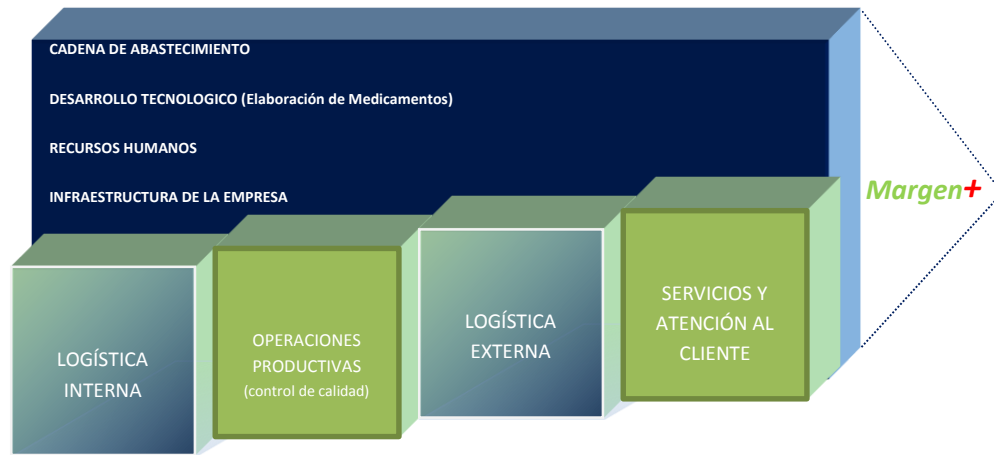 CADENA DE ABASTECIMIENTO
DESARROLLO TECNOLOGICO (Elaboración de Medicamentos)
RECURSOS HUMANOS
INFRAESTRUCTURA DE LA EMPRESA
Margen+
LOGÍSTICA
INTERNA
OPERACIONES
PRODUCTIVAS
(control de calidad)
LOGÍSTICA
EXTERNA
SERVICIOS Y
ATENCIÓN AL
CLIENTE